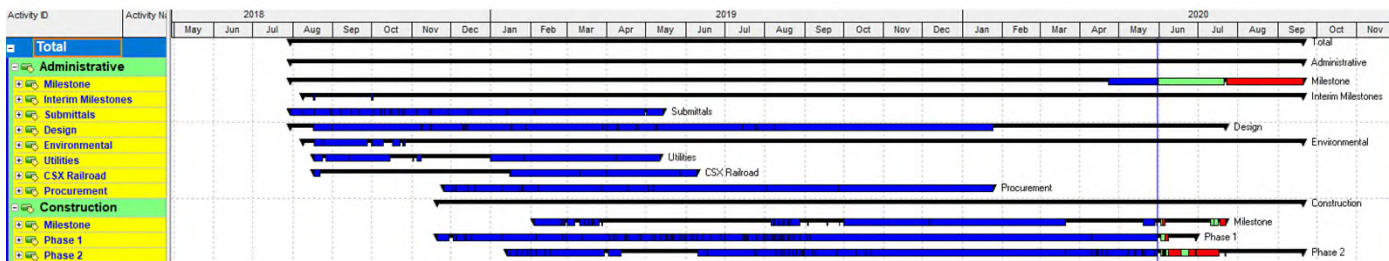 Activity ID Activity Na 2018 2019 2020
May Jun Jul Aug Sep Oct Nov Dec Jan Feb Mar Apr May Jun Jul Aug Sep Oct Nov Dec Jan Feb Mar Apr May Jun Jul Aug Sep Oct Nov
Total Total
Administrative Administrative
Milestone Milestone
Interim Milestones Interim Milestones
Submittals Submittals
Design Design
Environmental Environmental
Utilities Utilities
CSX Railroad CSX Railroad
Procurement Procurement
Construction Construction
Milestone Milestone
Phase 1 Phase 1
Phase 2 Phase 2